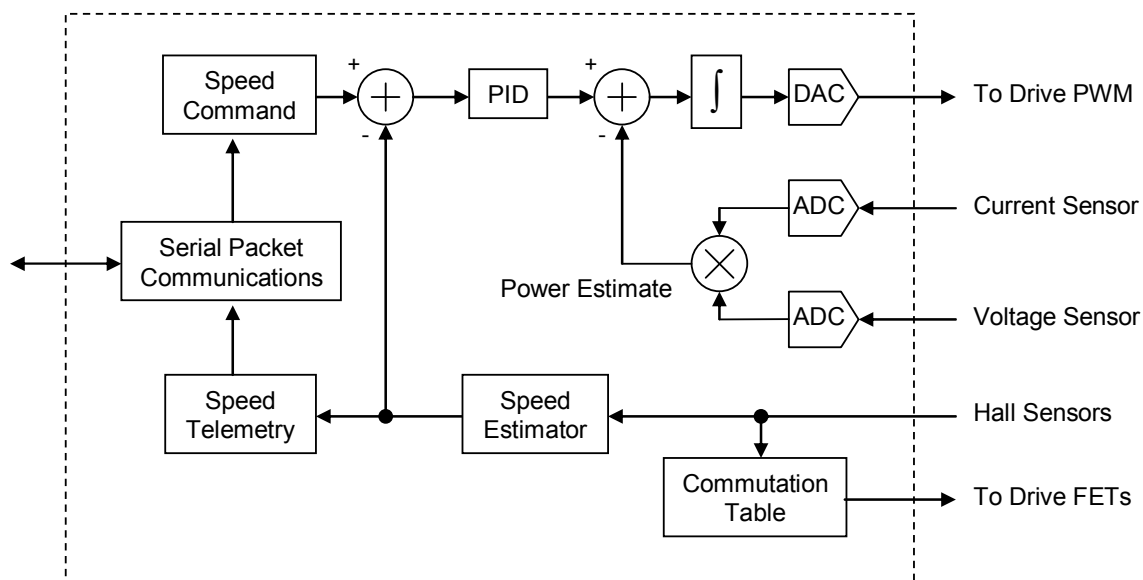 Speed
Command
+
-
PID
+
-
∫
DAC
To Drive PWM
ADC
Current Sensor
Serial Packet
Communications
Power Estimate
ADC
Voltage Sensor
Speed
Telemetry
Speed
Estimator
Hall Sensors
Commutation
Table
To Drive FETs